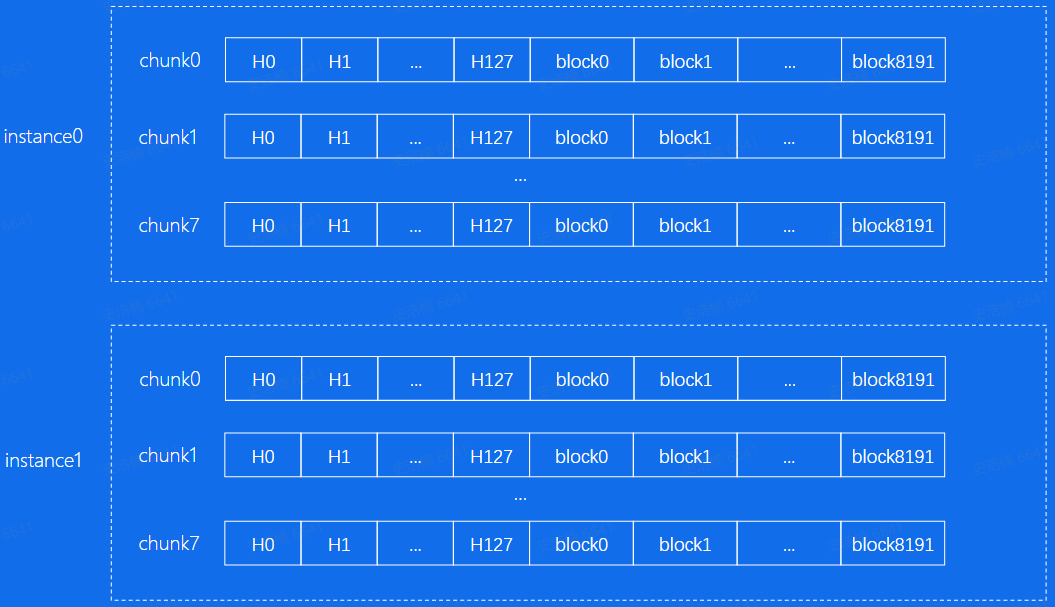 chunk0 H0 H1 ... H127 block0 block1 ... block8191
instance0
chunk1 H0 H1 ... H127 block0 block1 ... block8191
...
chunk7 H0 H1 ... H127 block0 block1 ... block8191
chunk0 H0 H1 ... H127 block0 block1 ... block8191
instance1
chunk1 H0 H1 ... H127 block0 block1 ... block8191
...
chunk7 H0 H1 ... H127 block0 block1 ... block8191